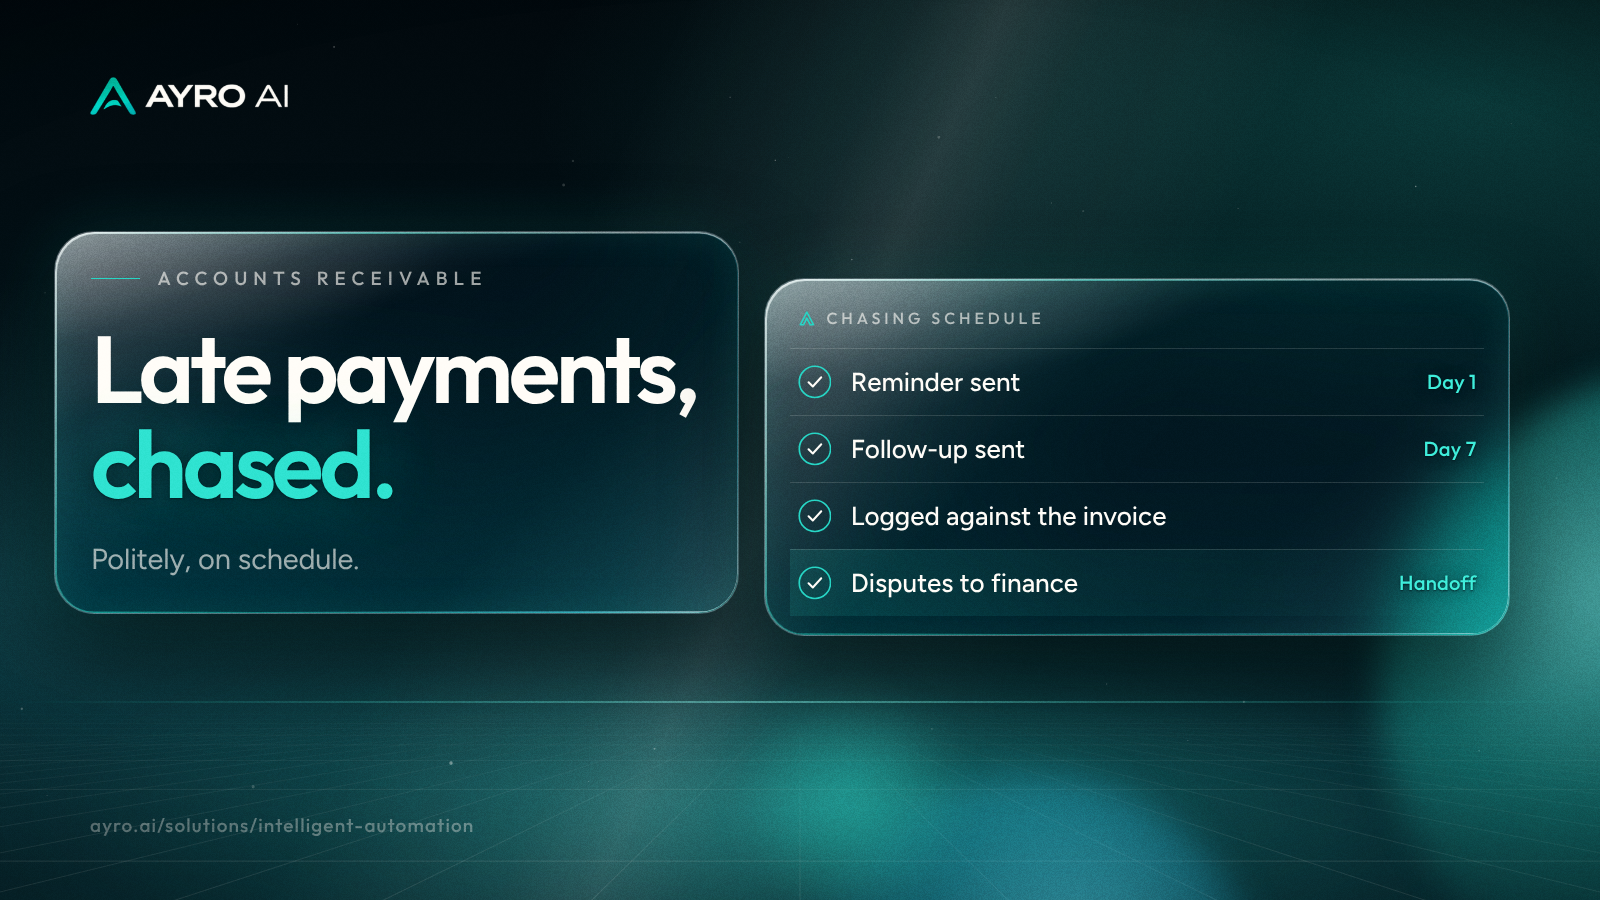 AYRO AI
ACCOUNTS RECEIVABLE
Late payments,
chased.
Politely, on schedule.
CHASING SCHEDULE
Reminder sent Day 1
Follow-up sent Day 7
Logged against the invoice
Disputes to finance Handoff
ayro.ai/solutions/intelligent-automation